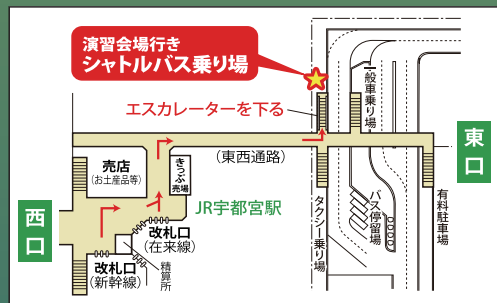 演習会場行き
シャトルバス乗り場
エスカレーターを下る
一般車乗り場
東口
売店
(お土産品等)
きっぷ売場
(東西通路)
JR宇都宮駅
西口
改札口
(在来線)
改札口
(新幹線)
精算所
タクシー乗り場
バス停留場
有料駐車場